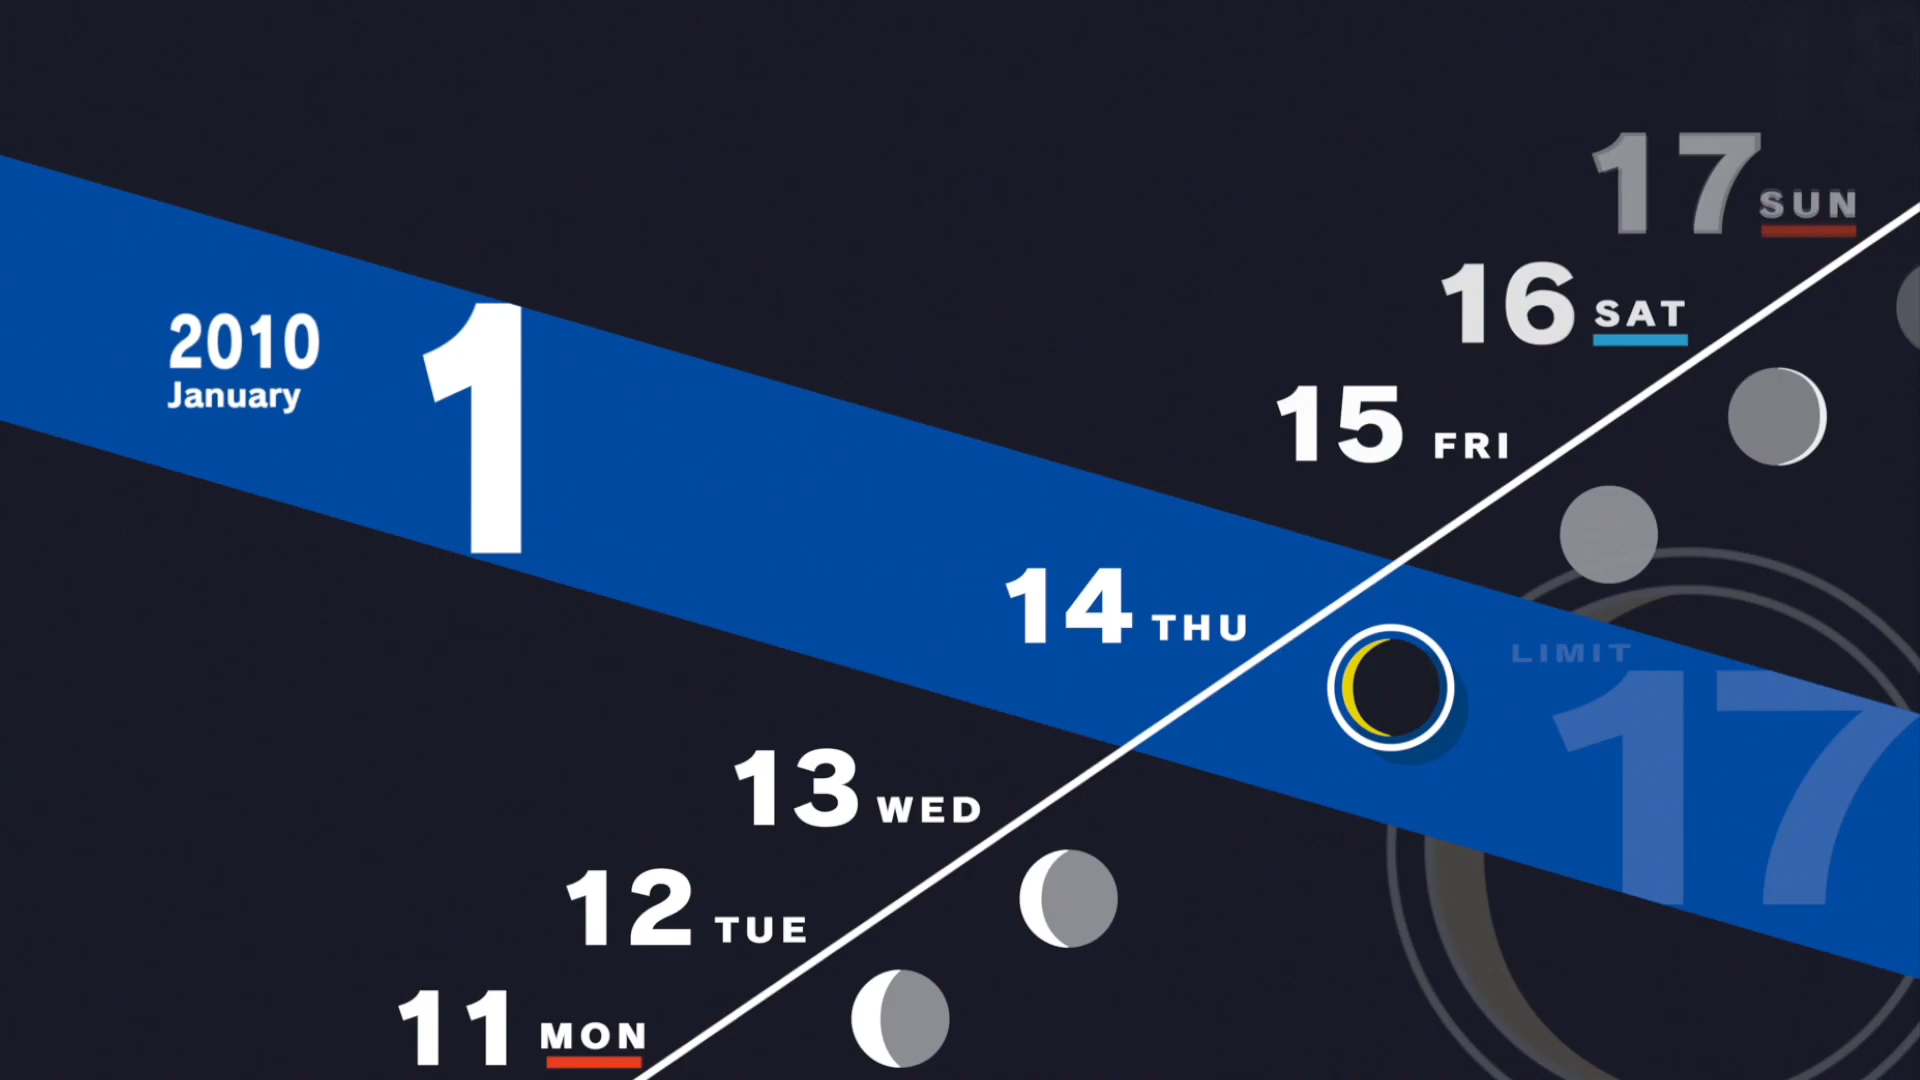 2010
January
1
18
17 SUN
16 SAT
15 FRI
14 THU
13 WED
12 TUE
11 MON
LIMIT
17